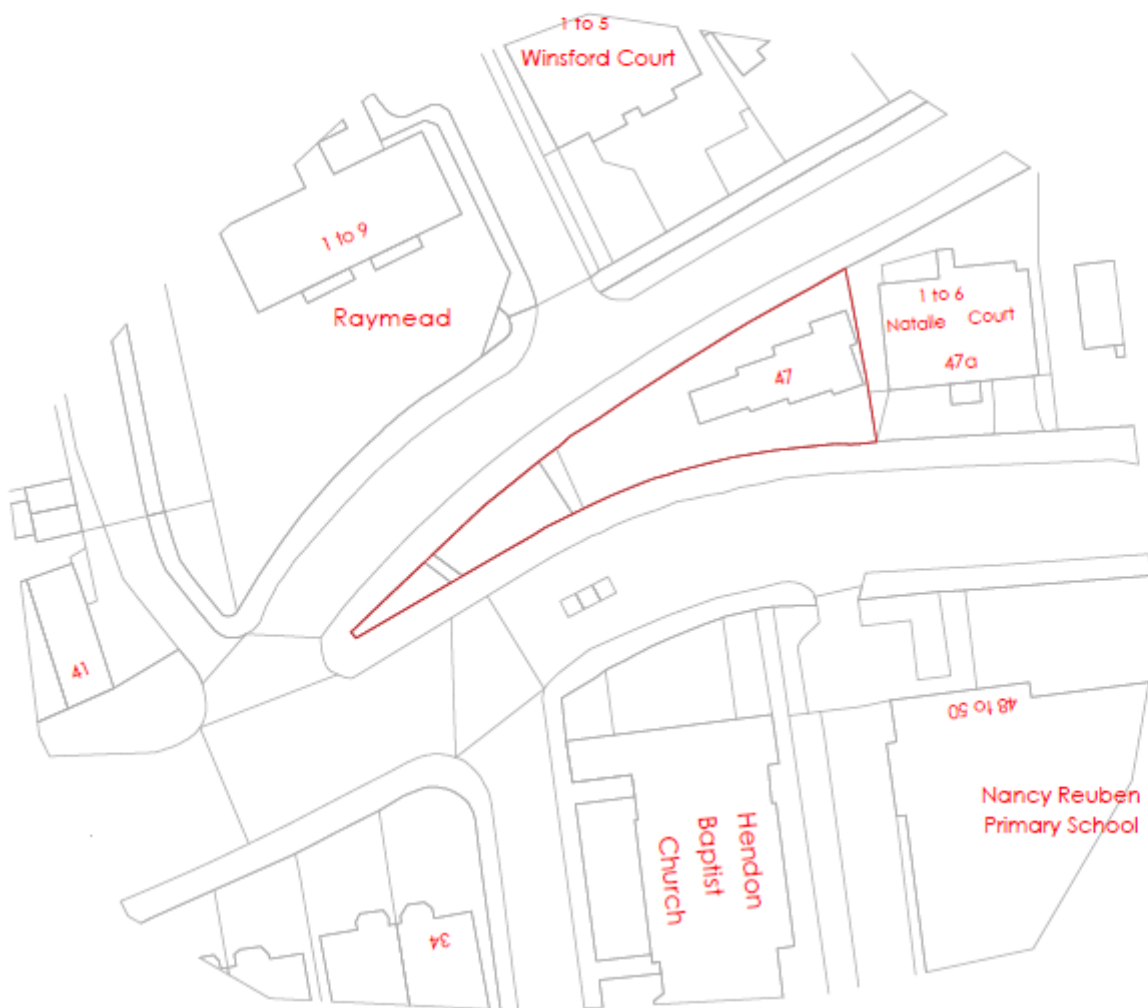 1 to 5
Winsford Court
1 to 9
Raymead
1 to 6
Natalie Court
47a
47
41
48 to 50
Nancy Reuben
Primary School
Hendon
Baptist
Church
34